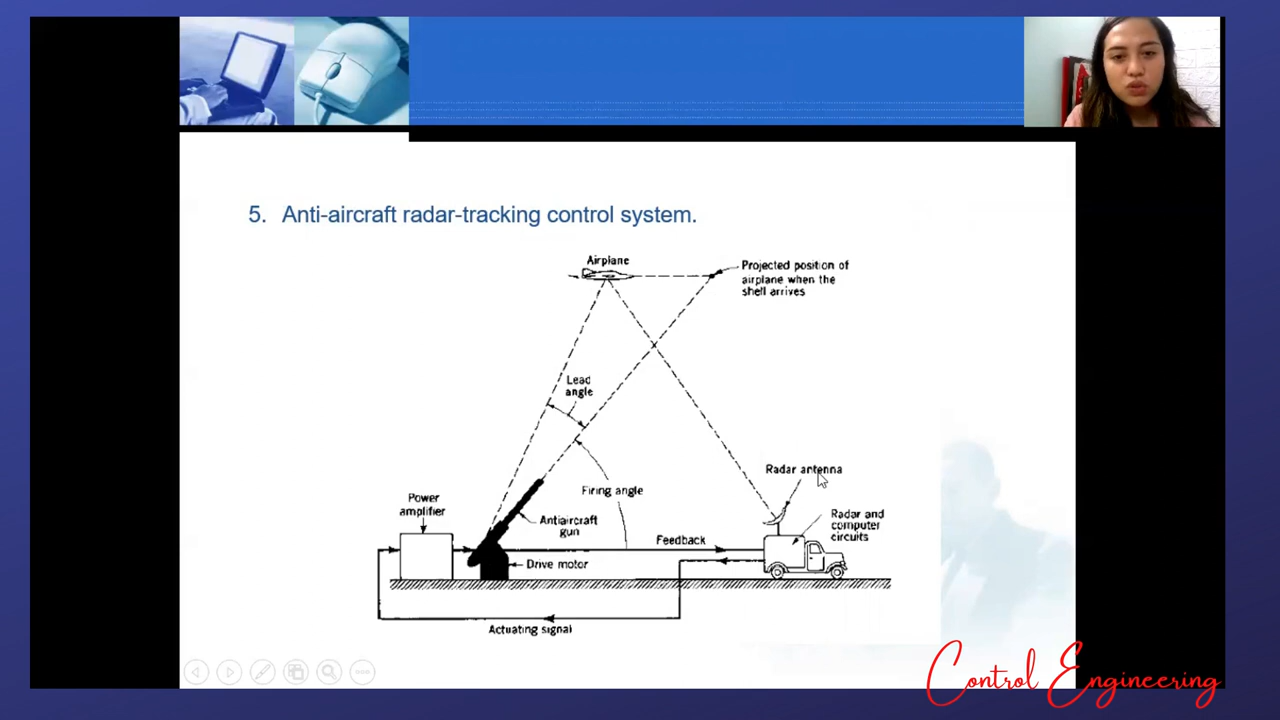 5. Anti-aircraft radar-tracking control system.
Airplane
Projected position of
airplane when the
shell arrives
Lead
angle
Radar antenna
Firing angle
Power
amplifier
Antiaircraft
gun
Radar and
computer
circuits
Feedback
Drive motor
Actuating signal
Control Engineering